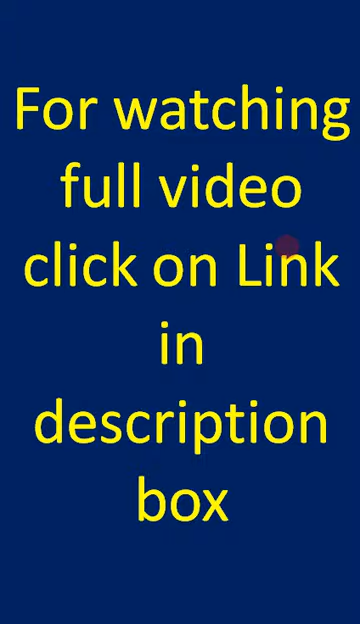 For watching
full video
click on Link
in
description
box